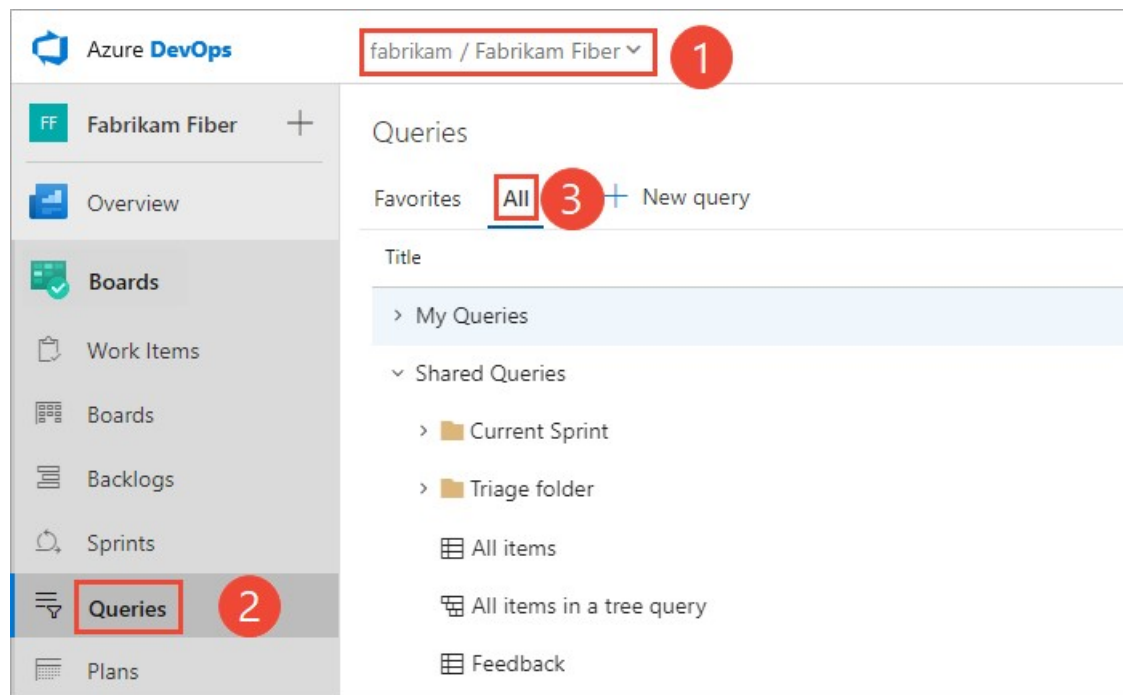 Azure DevOps
fabrikam / Fabrikam Fiber
1
FF
Fabrikam Fiber
Overview
Boards
Work Items
Boards
Backlogs
Sprints
Queries
2
Plans
Queries
Favorites
All
3
New query
Title
My Queries
Shared Queries
Current Sprint
Triage folder
All items
All items in a tree query
Feedback